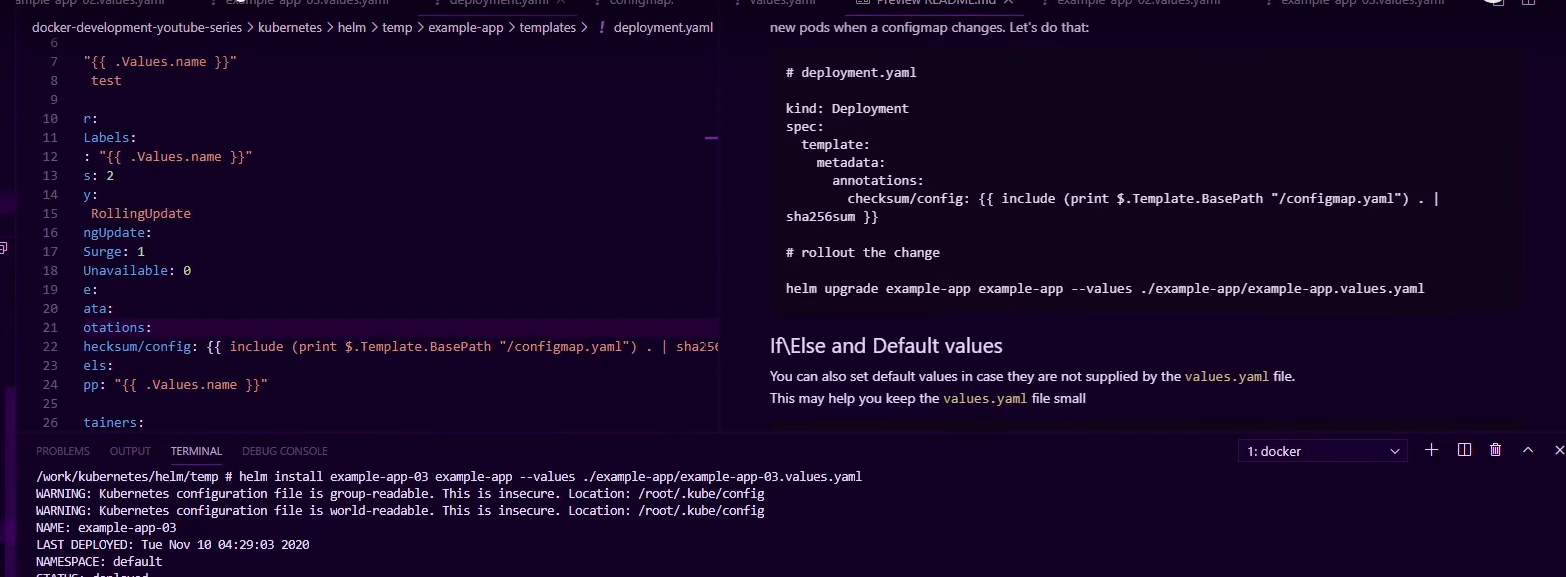 ample-app-02.values.yaml
example-app-03.values.yaml
deployment.yaml
configmap.
values.yaml
Preview README.md
example-app-02.values.yaml
example-app-03.values.yaml
docker-development-youtube-series > kubernetes > helm > temp > example-app > templates > ! deployment.yaml
6
7 "{{ .Values.name }}"
8 test
9
10 r:
11 Labels:
12 : "{{ .Values.name }}"
13 s: 2
14 y:
15 RollingUpdate
16 ngUpdate:
17 Surge: 1
18 Unavailable: 0
19 e:
20 ata:
21 otations:
22 hecksum/config: {{ include (print $.Template.BasePath "/configmap.yaml") . | sha256
23 els:
24 pp: "{{ .Values.name }}"
25
26 tainers:
new pods when a configmap changes. Let's do that:
# deployment.yaml
kind: Deployment
spec:
template:
metadata:
annotations:
checksum/config: {{ include (print $.Template.BasePath "/configmap.yaml") . |
sha256sum }}
# rollout the change
helm upgrade example-app example-app --values ./example-app/example-app.values.yaml
If\Else and Default values
You can also set default values in case they are not supplied by the values.yaml file.
This may help you keep the values.yaml file small
PROBLEMS OUTPUT TERMINAL DEBUG CONSOLE
1: docker
/work/kubernetes/helm/temp # helm install example-app-03 example-app --values ./example-app/example-app-03.values.yaml
WARNING: Kubernetes configuration file is group-readable. This is insecure. Location: /root/.kube/config
WARNING: Kubernetes configuration file is world-readable. This is insecure. Location: /root/.kube/config
NAME: example-app-03
LAST DEPLOYED: Tue Nov 10 04:29:03 2020
NAMESPACE: default
STATUS: deployed